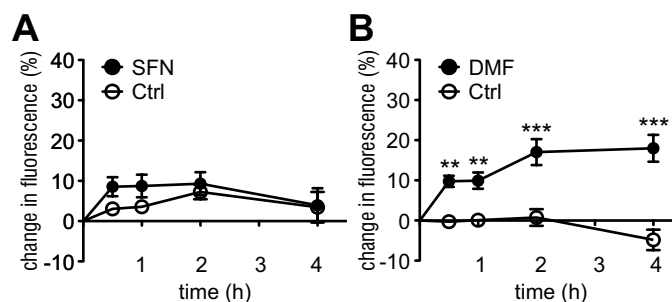 A
change in fluorescence (%)
40
30
20
10
0
-10
SFN
Ctrl
1
2
3
4
time (h)
B
change in fluorescence (%)
40
30
20
10
0
-10
DMF
Ctrl
**
**
***
***
1
2
3
4
time (h)